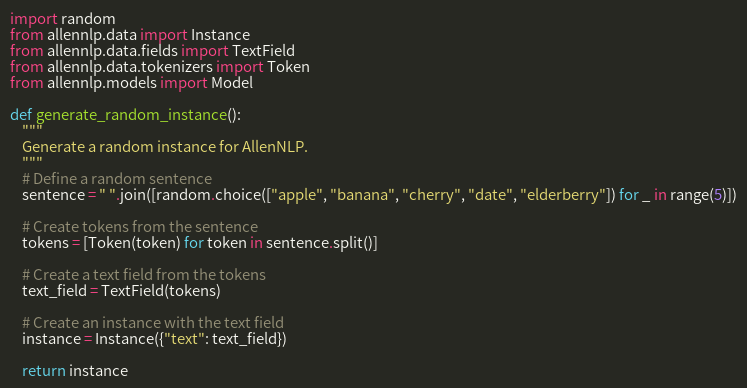 import random
from allennlp.data import Instance
from allennlp.data.fields import TextField
from allennlp.data.tokenizers import Token
from allennlp.models import Model

def generate_random_instance():
    """
    Generate a random instance for AllenNLP.
    """
    # Define a random sentence
    sentence = " ".join([random.choice(["apple", "banana", "cherry", "date", "elderberry"]) for _ in range(5)])

    # Create tokens from the sentence
    tokens = [Token(token) for token in sentence.split()]

    # Create a text field from the tokens
    text_field = TextField(tokens)

    # Create an instance with the text field
    instance = Instance({"text": text_field})

    return instance